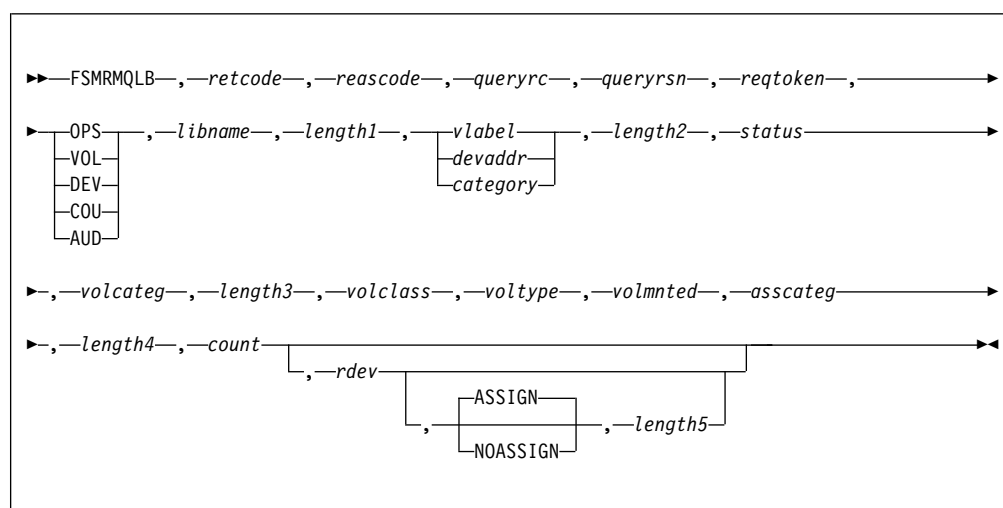 FSMRMQLB , retcode , reascode , queryrc , queryrsn , reqtoken ,
OPS , libname , length1 , vlabel , length2 , status
VOL devaddr
DEV category
COU
AUD
, volcateg , length3 , volclass , voltype , volmnted , asscateg
, length4 , count
, rdev
ASSIGN
, , length5
NOASSIGN